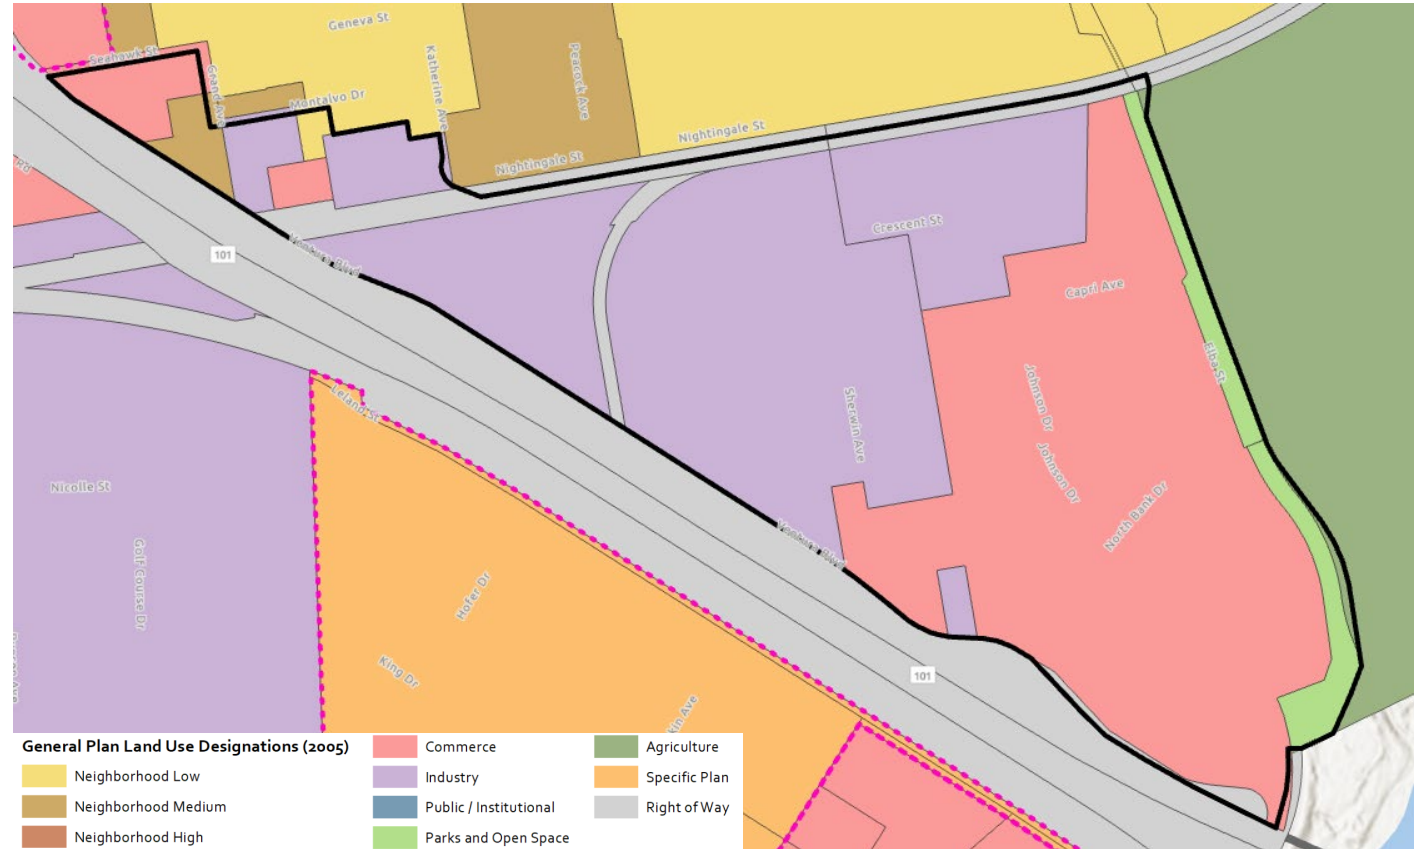 Geneva St
Seahawk St
Katherine Ave
Peacock Ave
Grand Ave
Montalvo Dr
Nightingale St
Nightingale St
Rd
Crescent St
101
Ventura Blvd
Capri Ave
Elba St
Leland St
Johnson Dr
Sherwin Ave
Johnson Dr
Nicolle St
North Bank Dr
Golf Course Dr
Ventura Blvd
Hofer Dr
King Dr
101
kin Ave
General Plan Land Use Designations (2005)
Neighborhood Low
Neighborhood Medium
Neighborhood High
Commerce
Industry
Public / Institutional
Parks and Open Space
Agriculture
Specific Plan
Right of Way